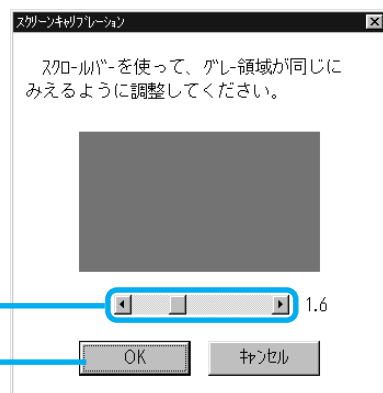 ｽｸﾘｰﾝｷｬﾘﾌﾞﾚｰｼｮﾝ
ｽｸﾛｰﾙﾊﾞｰを使って、ｸﾞﾚｰ領域が同じに
みえるように調整してください。
1.6
OK
ｷｬﾝｾﾙ